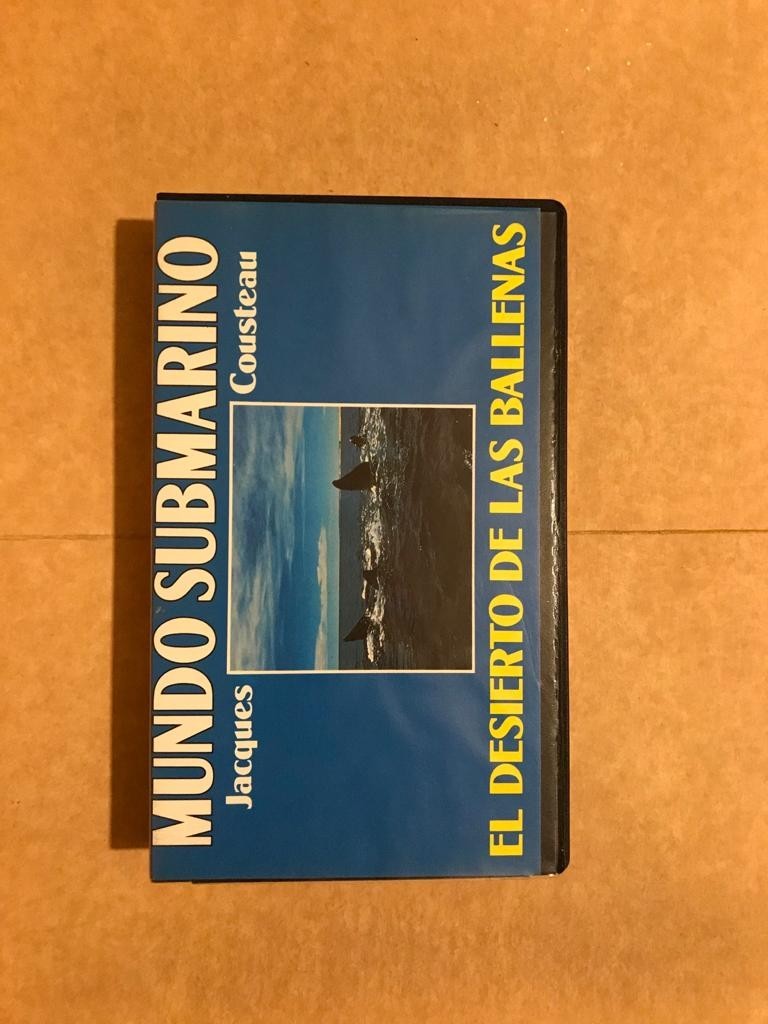 MUNDO SUBMARINO
Jacques Cousteau
EL DESIERTO DE LAS BALLENAS